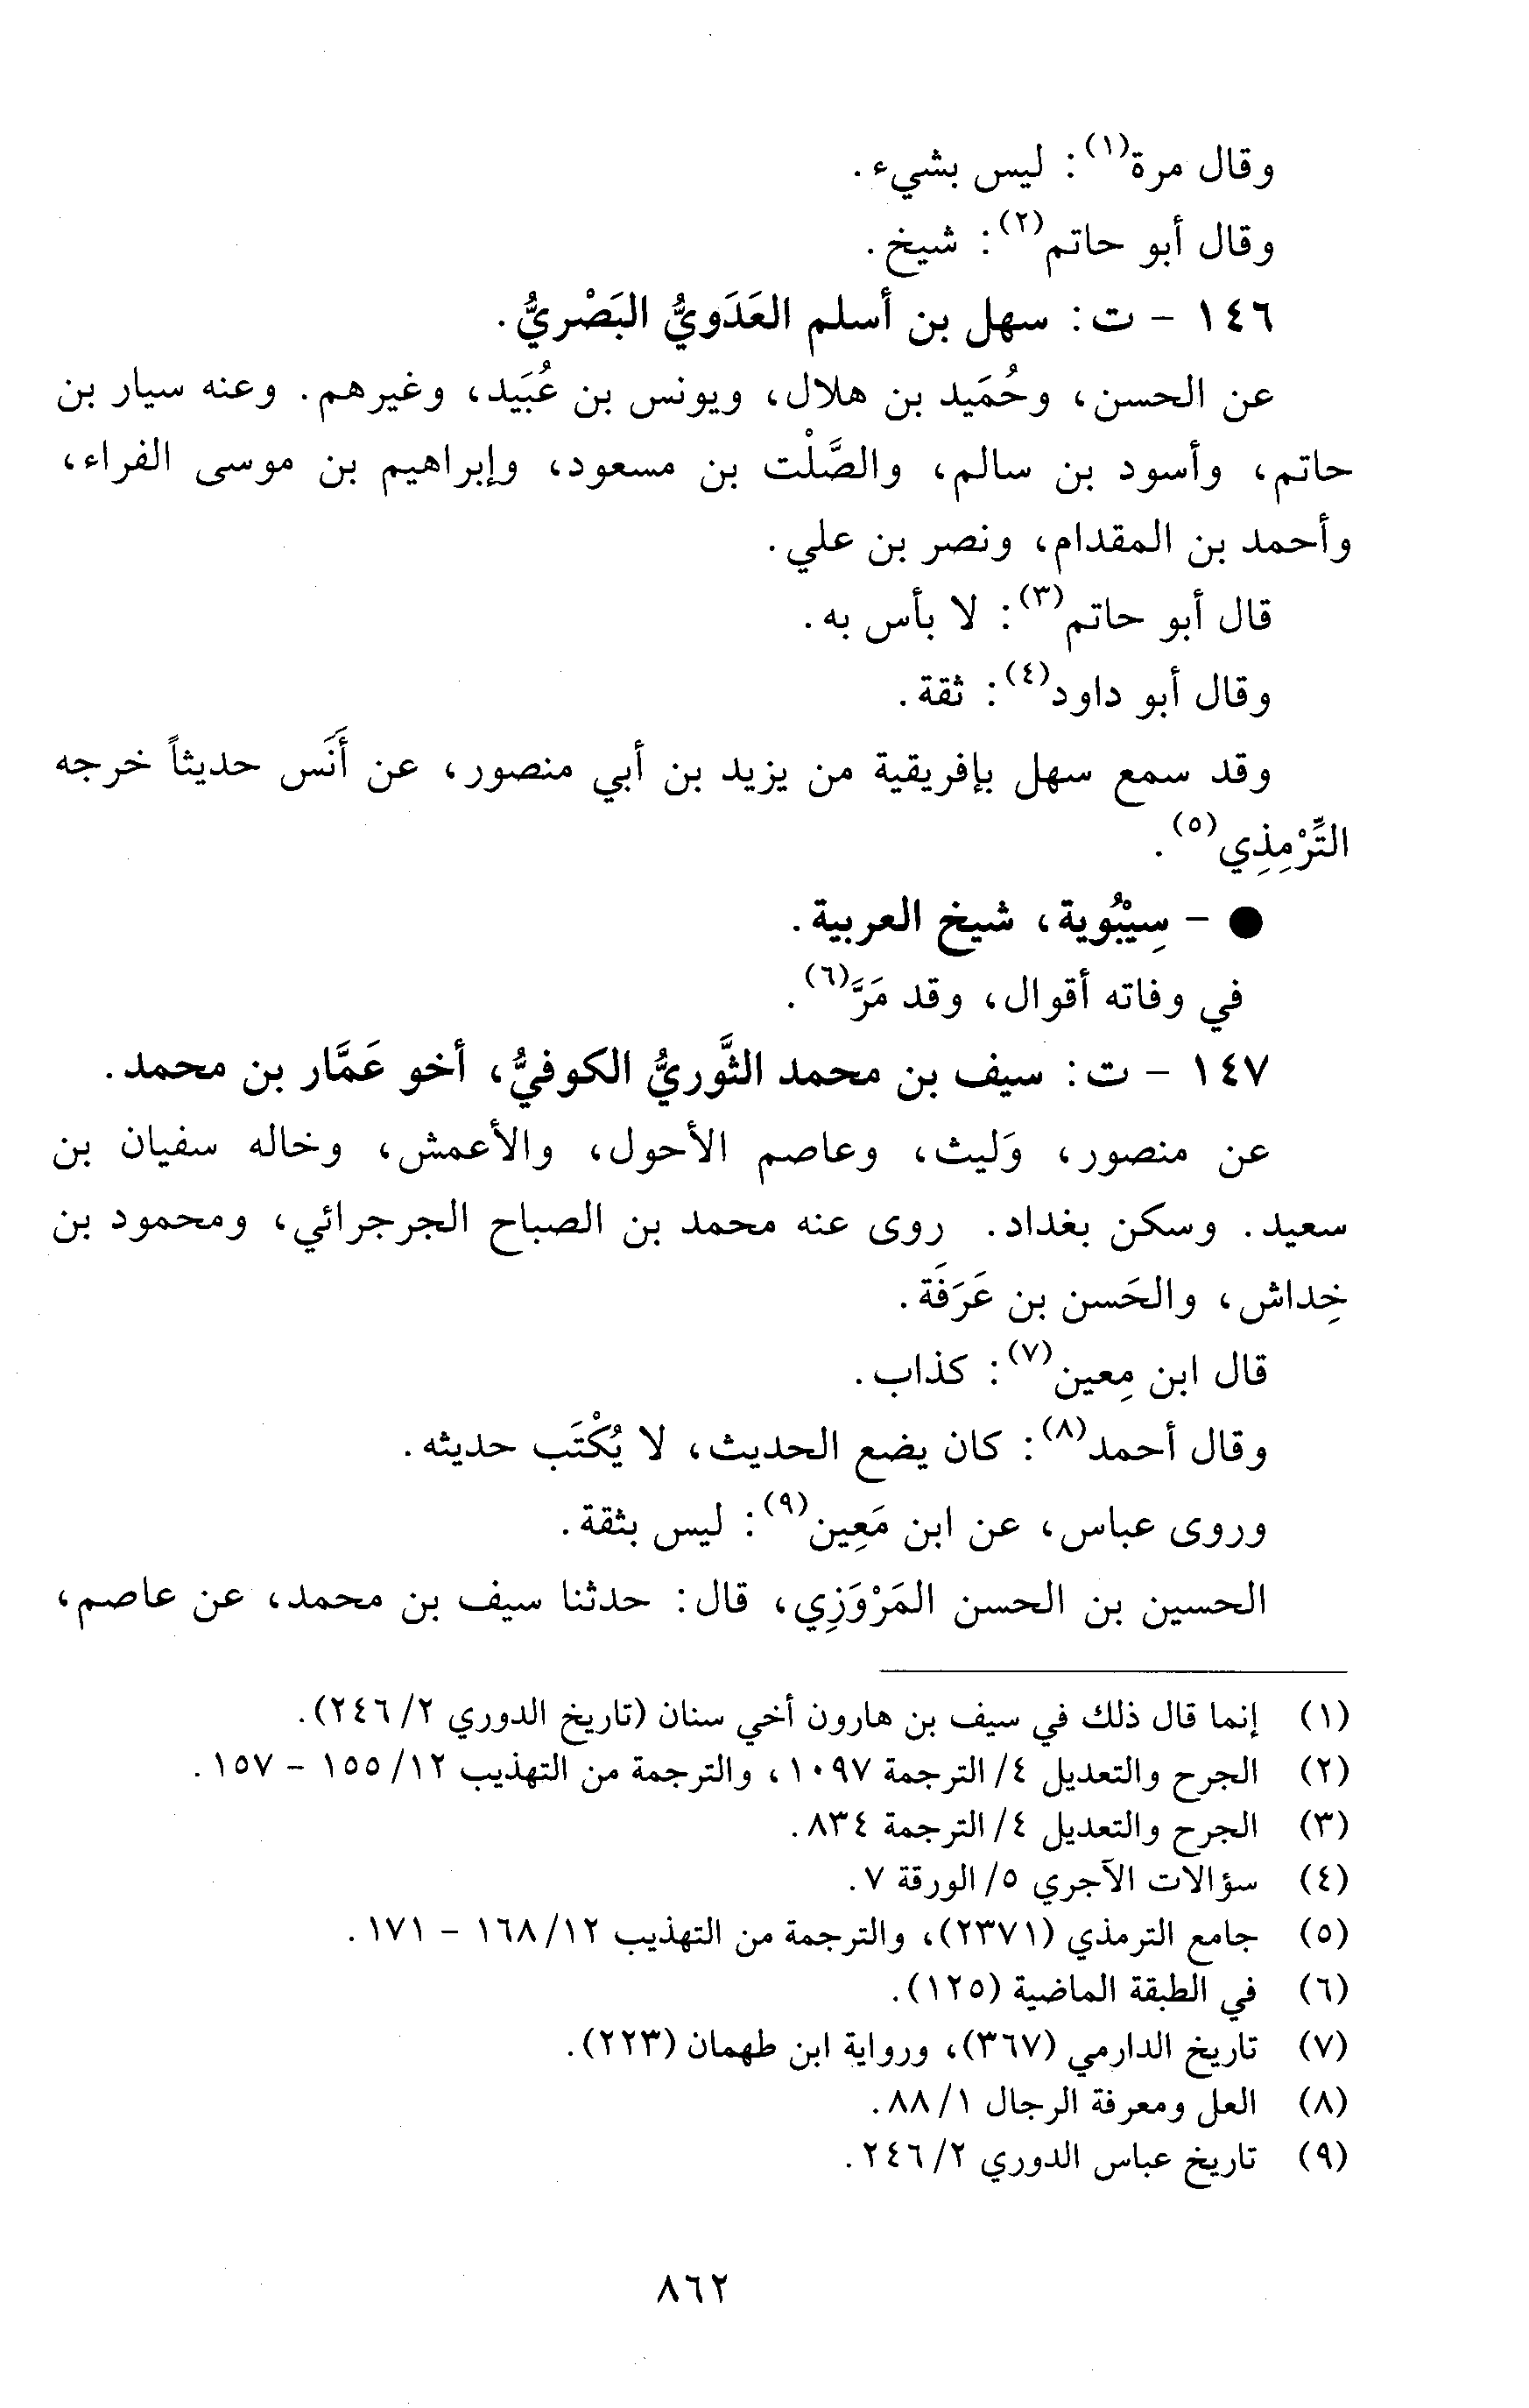 وقال مرة(١): ليس بشيء.
وقال أبو حاتم(٢): شيخ.
١٤٦ - ت: سهل بن أسلم العَدَويُّ البَصْريُّ.
عن الحسن، وحُمَيد بن هلال، ويونس بن عُبَيد، وغيرهم. وعنه سيار بن
حاتم، وأسود بن سالم، والصَّلْت بن مسعود، وإبراهيم بن موسى الفراء،
وأحمد بن المقدام، ونصر بن علي.
قال أبو حاتم(٣): لا بأس به.
وقال أبو داود(٤): ثقة.
وقد سمع سهل بإفريقية من يزيد بن أبي منصور، عن أَنَس حديثاً خرجه
التِّرْمِذِي(٥).
● - سِيْبُوية، شيخ العربية.
في وفاته أقوال، وقد مَرَّ(٦).
١٤٧ - ت: سيف بن محمد الثَّوريُّ الكوفيُّ، أخو عَمَّار بن محمد.
عن منصور، وَليث، وعاصم الأحول، والأعمش، وخاله سفيان بن
سعيد. وسكن بغداد. روى عنه محمد بن الصباح الجرجرائي، ومحمود بن
خِداش، والحَسن بن عَرَفَة.
قال ابن مِعين(٧): كذاب.
وقال أحمد(٨): كان يضع الحديث، لا يُكْتَب حديثه.
وروى عباس، عن ابن مَعِين(٩): ليس بثقة.
الحسين بن الحسن المَرْوَزِي، قال: حدثنا سيف بن محمد، عن عاصم،
(١) إنما قال ذلك في سيف بن هارون أخي سنان (تاريخ الدوري ٢/ ٢٤٦).
(٢) الجرح والتعديل ٤/ الترجمة ١٠٩٧، والترجمة من التهذيب ١٢/ ١٥٥ - ١٥٧.
(٣) الجرح والتعديل ٤/ الترجمة ٨٣٤.
(٤) سؤالات الآجري ٥/ الورقة ٧.
(٥) جامع الترمذي (٢٣٧١)، والترجمة من التهذيب ١٢/ ١٦٨ - ١٧١.
(٦) في الطبقة الماضية (١٢٥).
(٧) تاريخ الدارمي (٣٦٧)، ورواية ابن طهمان (٢٢٣).
(٨) العل ومعرفة الرجال ١/ ٨٨.
(٩) تاريخ عباس الدوري ٢/ ٢٤٦.
٨٦٢